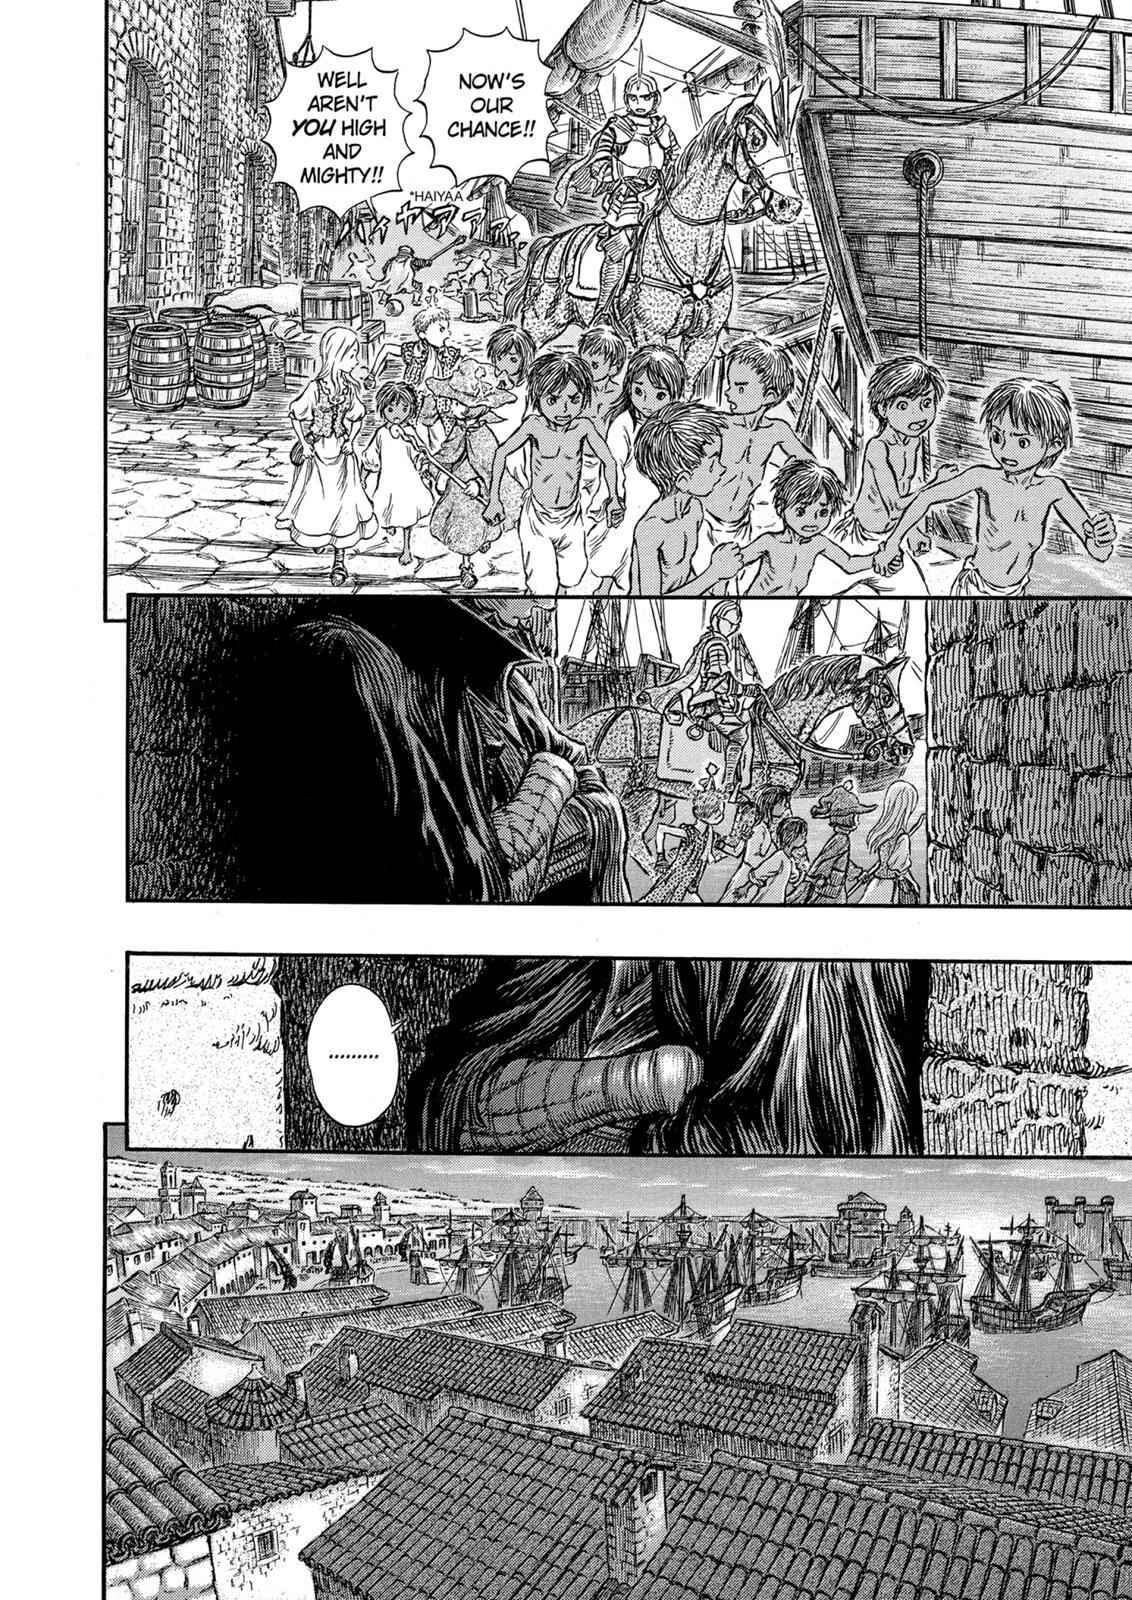 NOW'S
OUR
CHANCE!!
WELL
AREN'T
YOU HIGH
AND
MIGHTY!!
*HAIYAA
..........